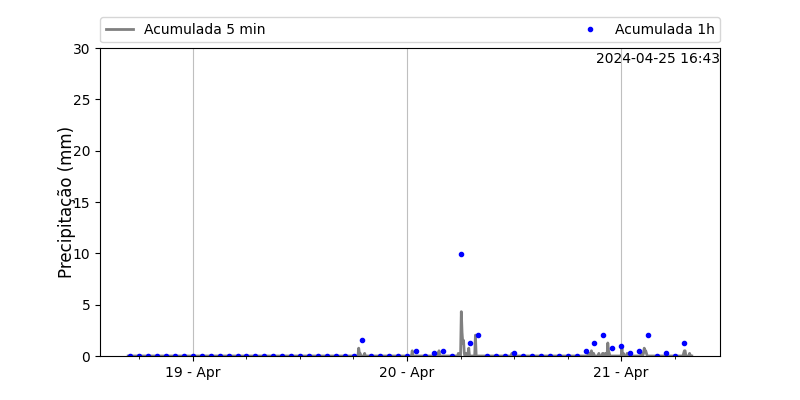 Acumulada 5 min
Acumulada 1h
2024-04-25 16:43
Precipitação (mm)
30
25
20
15
10
5
0
19 - Apr
20 - Apr
21 - Apr